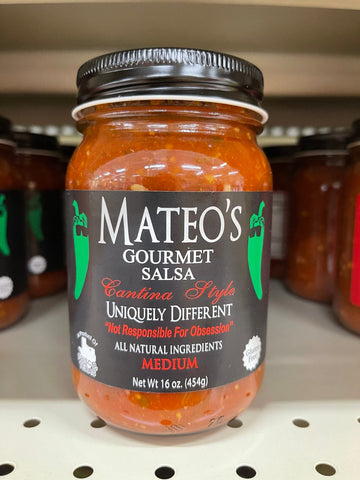 MATEO'S
GOURMET
SALSA
Cantina Style
UNIQUELY DIFFERENT
"Not Responsible For Obsession"
ALL NATURAL INGREDIENTS
MEDIUM
Net Wt 16 oz. (454g)